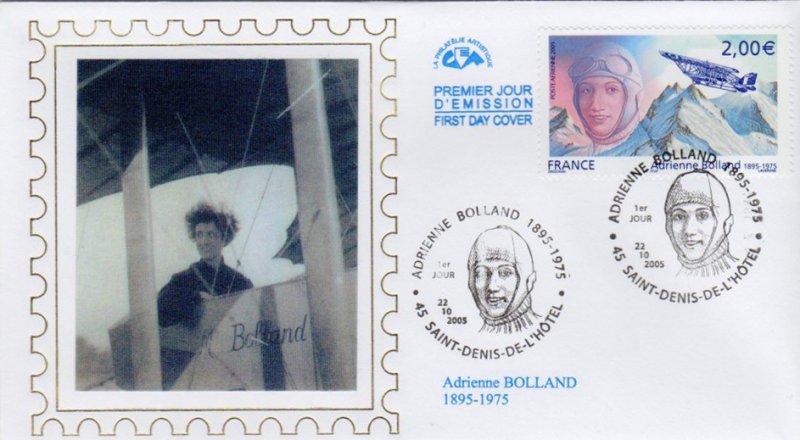 Bolland
LA PHILATÉLIE ARTISTIQUE
PREMIER JOUR
D'ÉMISSION
FIRST DAY COVER
POSTE AÉRIENNE 2005
2,00€
FRANCE
Adrienne Bolland 1895-1975
ADRIENNE BOLLAND 1895-1975
1er
JOUR
22
10
2005
45 SAINT-DENIS-DE-L'HÔTEL
ADRIENNE BOLLAND 1895-1975
1er
JOUR
22
10
2005
45 SAINT-DENIS-DE-L'HÔTEL
Adrienne BOLLAND
1895-1975